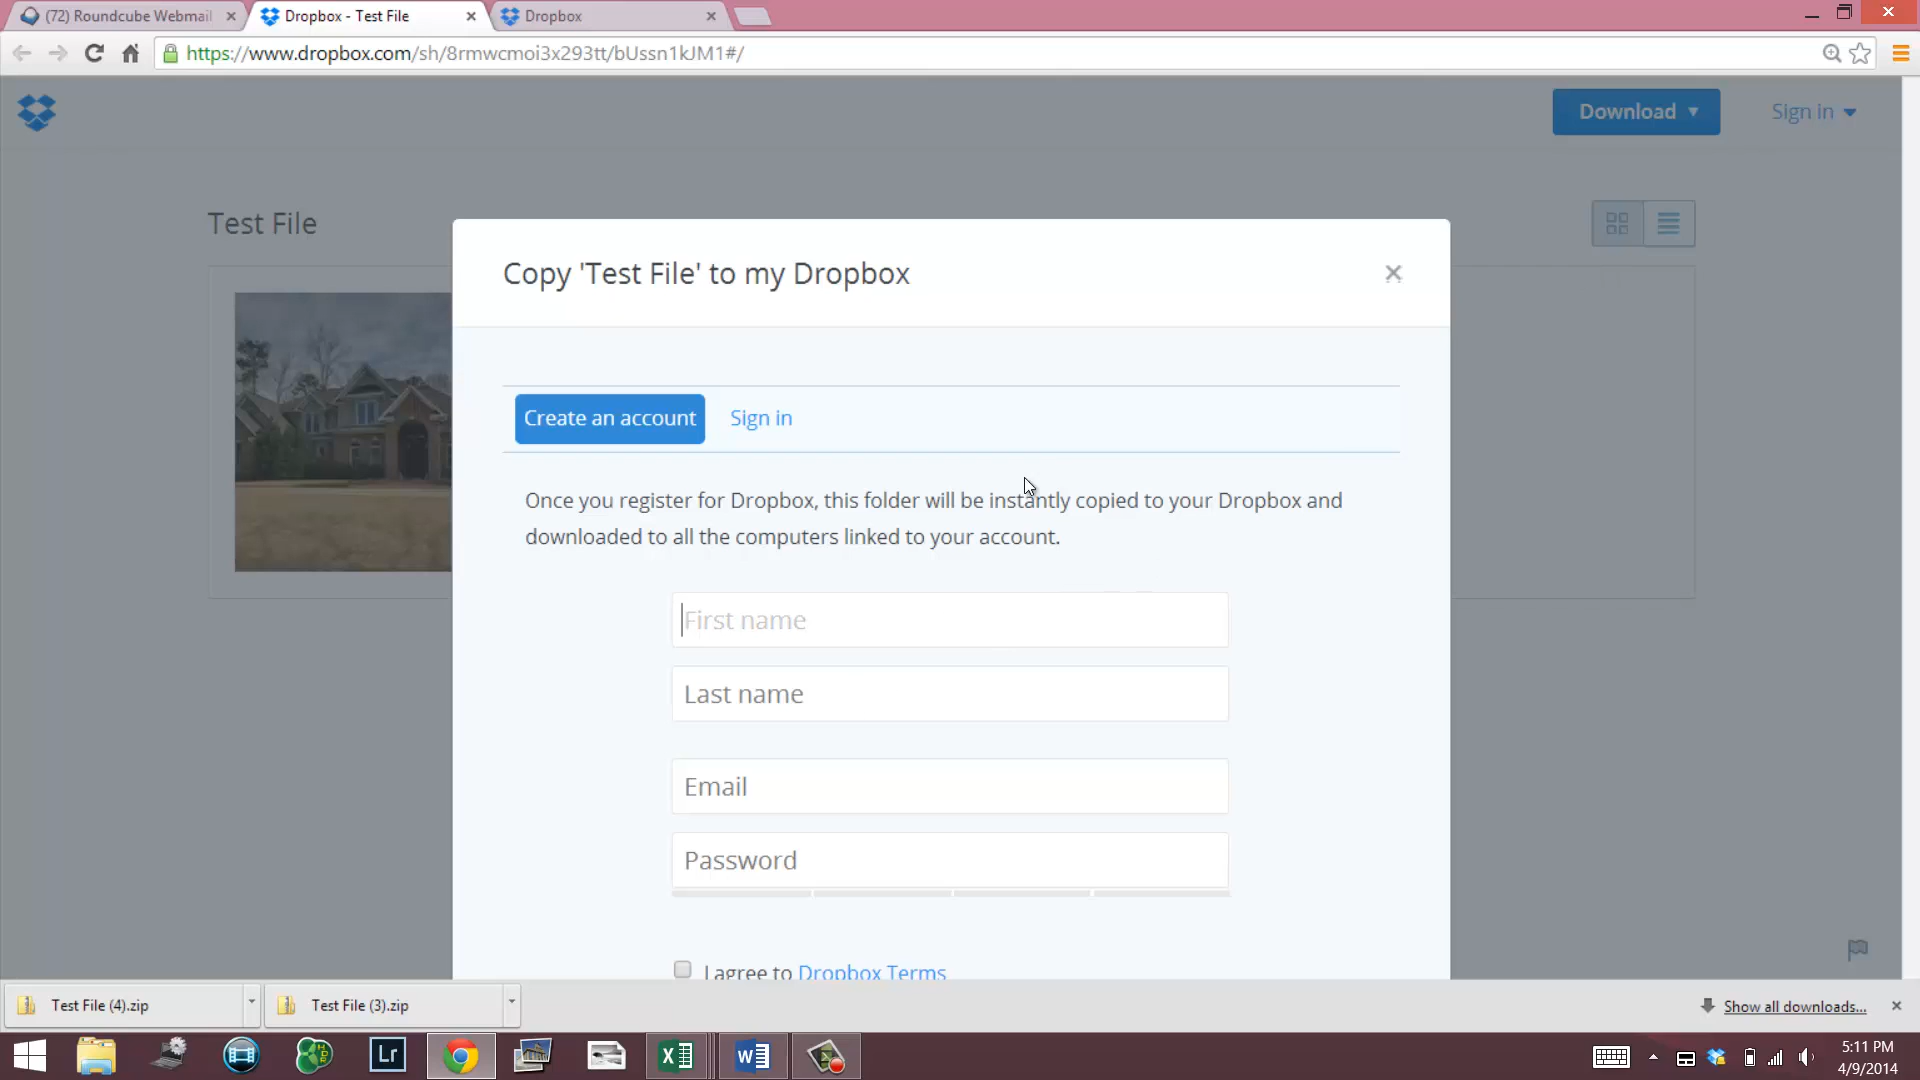 (72) Roundcube Webmail
Dropbox - Test File
Dropbox
https://www.dropbox.com/sh/8rmwcmoi3x293tt/bUssn1kJM1#/
Download
Sign in
Test File
Copy 'Test File' to my Dropbox
Create an account
Sign in
Once you register for Dropbox, this folder will be instantly copied to your Dropbox and
downloaded to all the computers linked to your account.
First name
Last name
Email
Password
I agree to Dropbox Terms
Test File (4).zip
Test File (3).zip
Show all downloads...
Lr
5:11 PM
4/9/2014